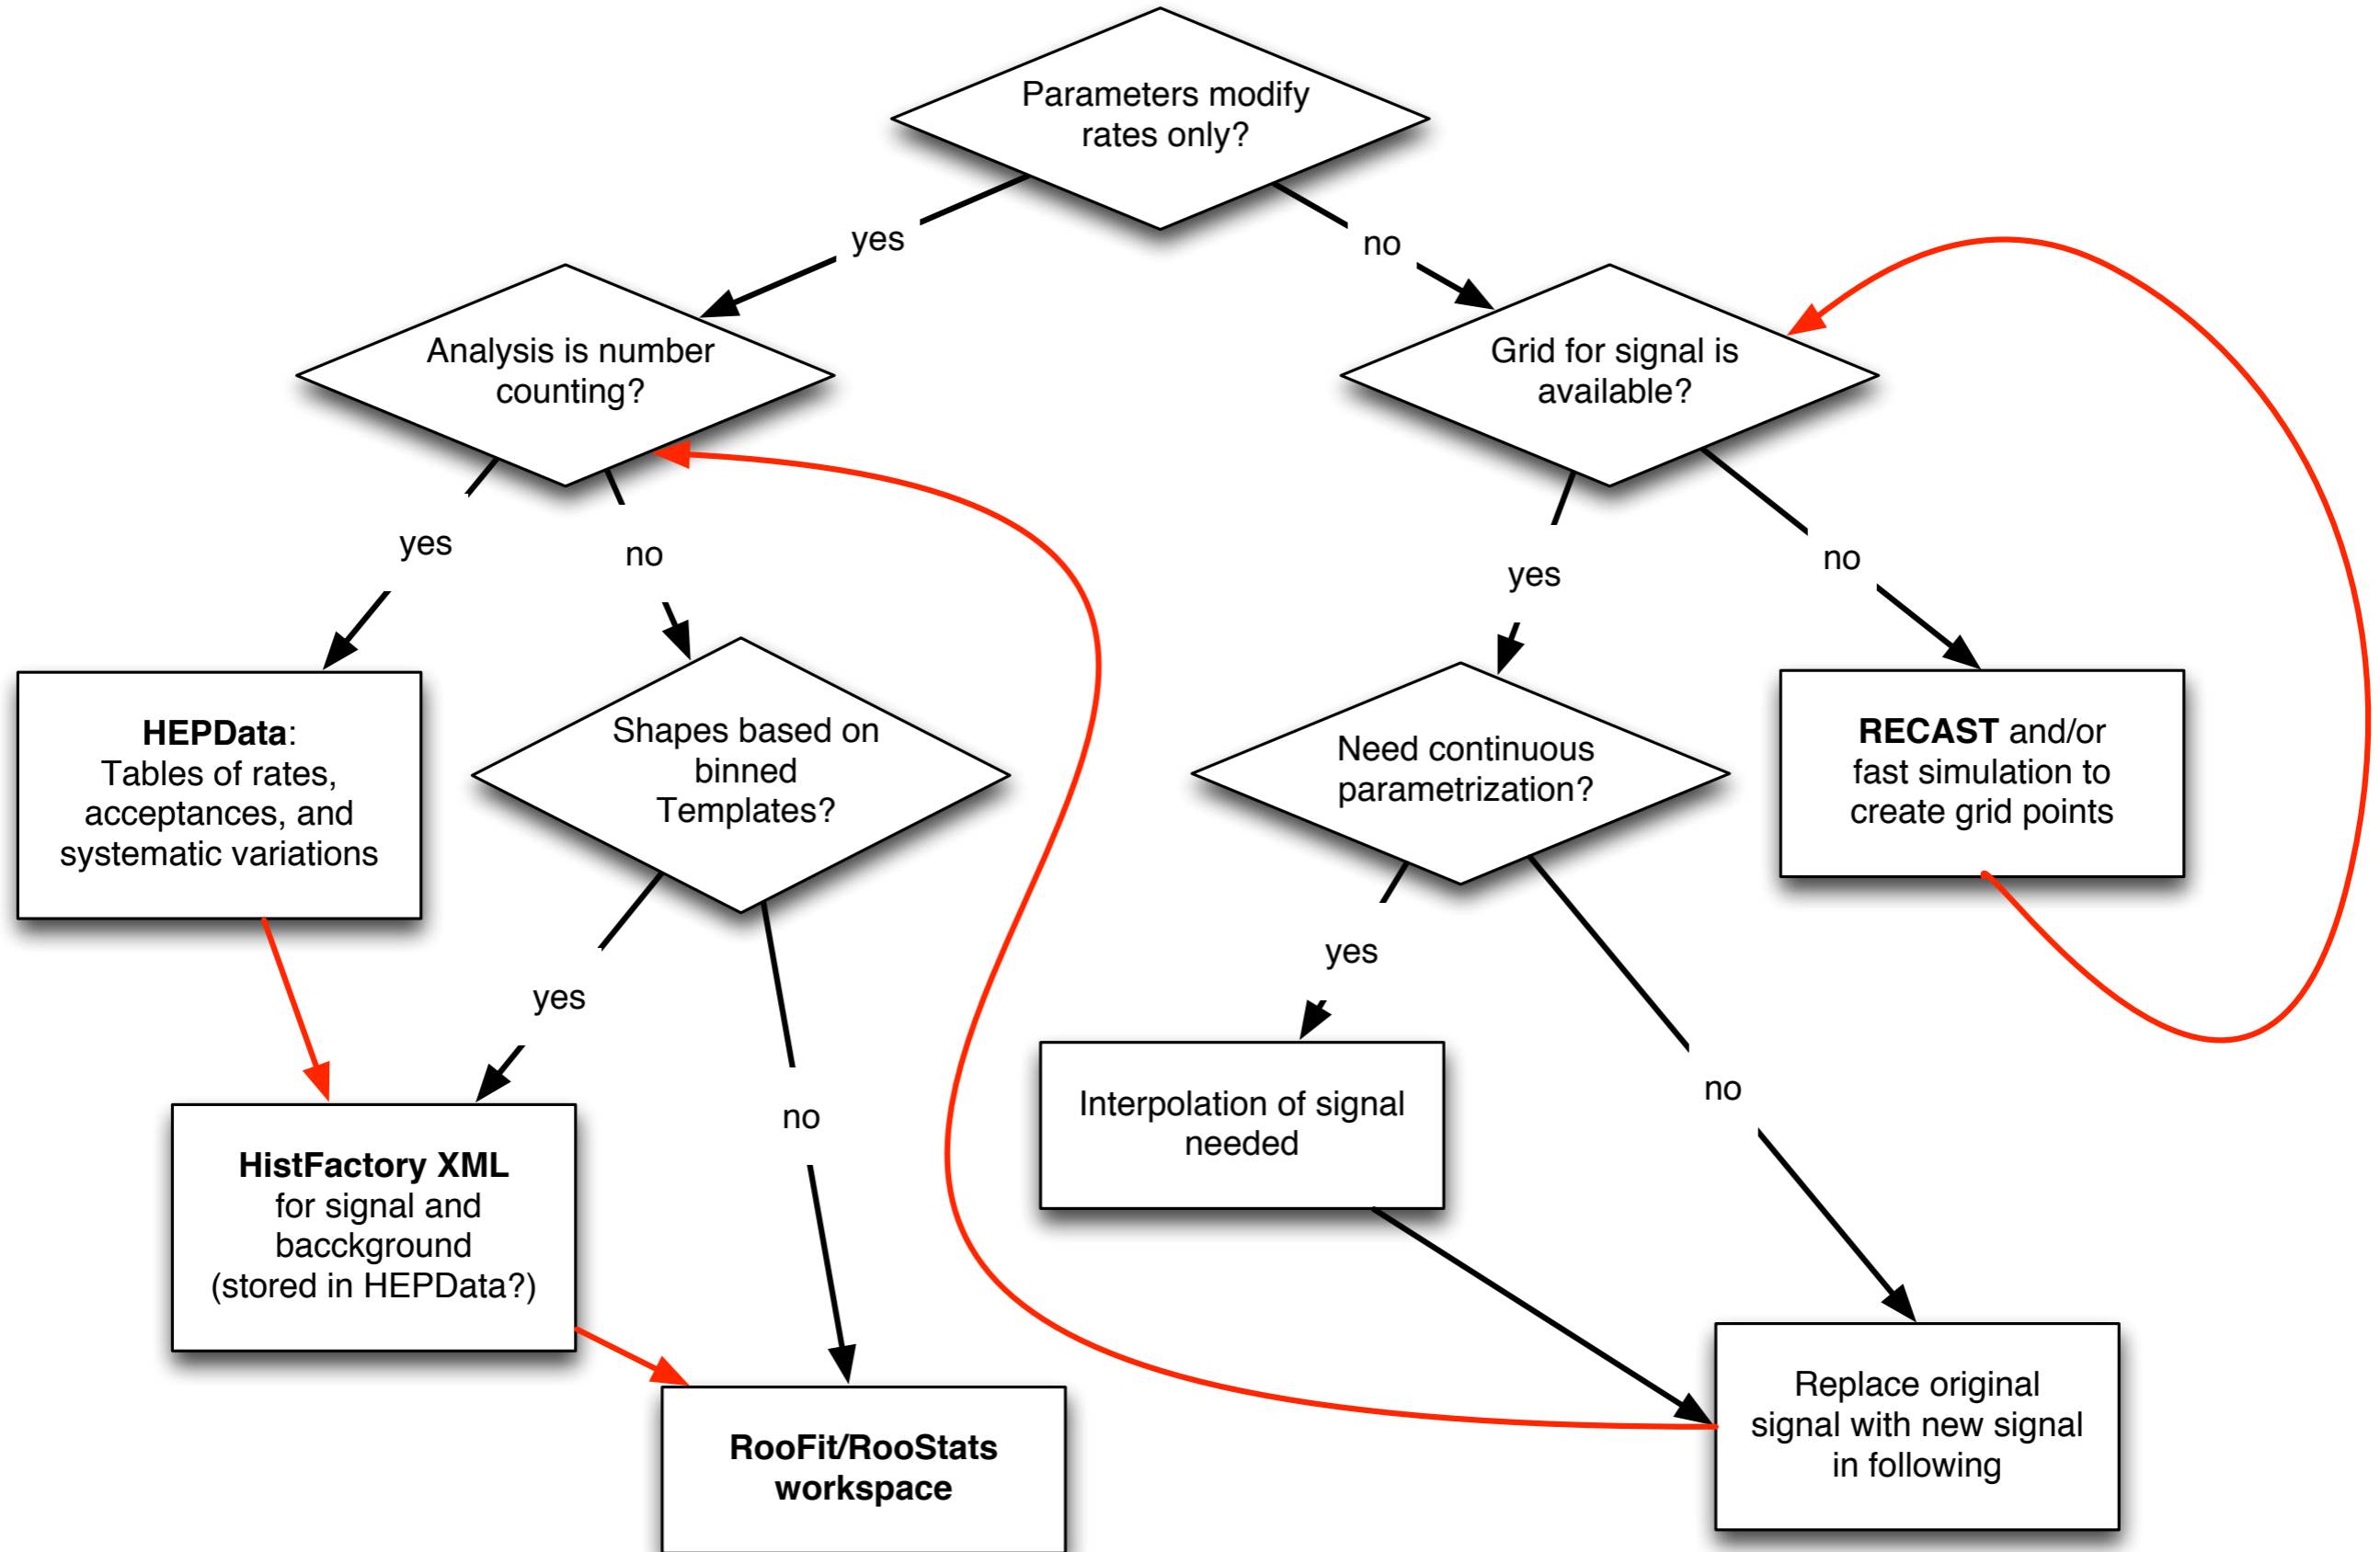 Parameters modify
rates only?
yes
no
Analysis is number
counting?
Grid for signal is
available?
yes
no
yes
no
HEPData:
Tables of rates,
acceptances, and
systematic variations
Shapes based on
binned
Templates?
Need continuous
parametrization?
RECAST and/or
fast simulation to
create grid points
yes
no
yes
no
HistFactory XML
for signal and
bacckground
(stored in HEPData?)
Interpolation of signal
needed
RooFit/RooStats
workspace
Replace original
signal with new signal
in following